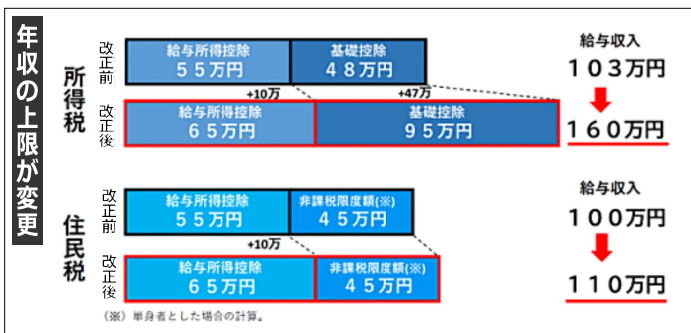 年収の上限が変更
所得税
改正前
給与所得控除
55万円
基礎控除
48万円
+10万
+47万
改正後
給与所得控除
65万円
基礎控除
95万円
給与収入
103万円
160万円
住民税
改正前
給与所得控除
55万円
非課税限度額(※)
45万円
+10万
改正後
給与所得控除
65万円
非課税限度額(※)
45万円
給与収入
100万円
110万円
(※) 単身者とした場合の計算。